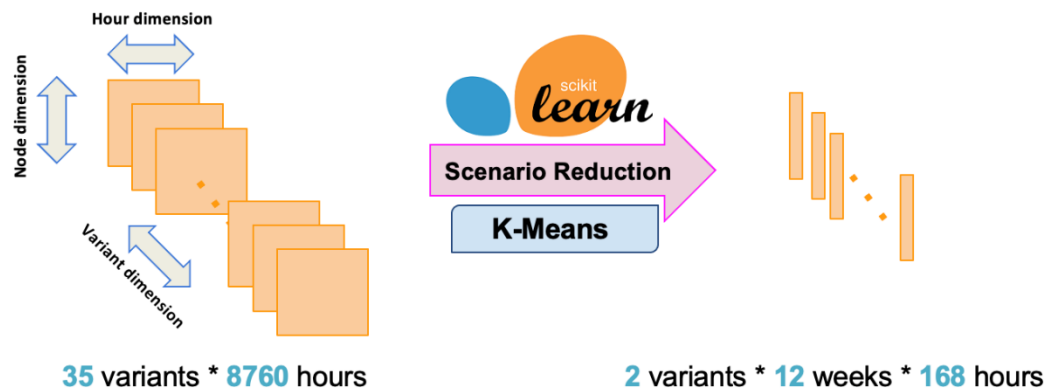 Hour dimension
Node dimension
Variant dimension
scikit
learn
Scenario Reduction
K-Means
35 variants * 8760 hours
2 variants * 12 weeks * 168 hours